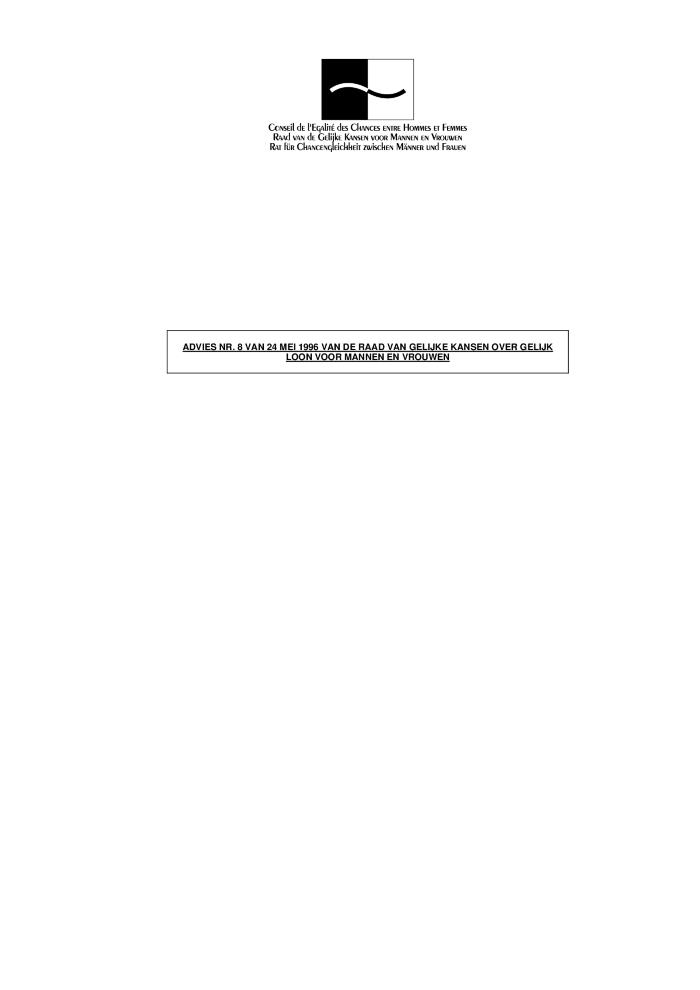 Conseil de l'Egalité des Chances entre Hommes et Femmes
Raad van de Gelijke Kansen voor Mannen en Vrouwen
Rat für Chancengleichheit zwischen Männer und Frauen
ADVIES NR. 8 VAN 24 MEI 1996 VAN DE RAAD VAN GELIJKE KANSEN OVER GELIJK
LOON VOOR MANNEN EN VROUWEN